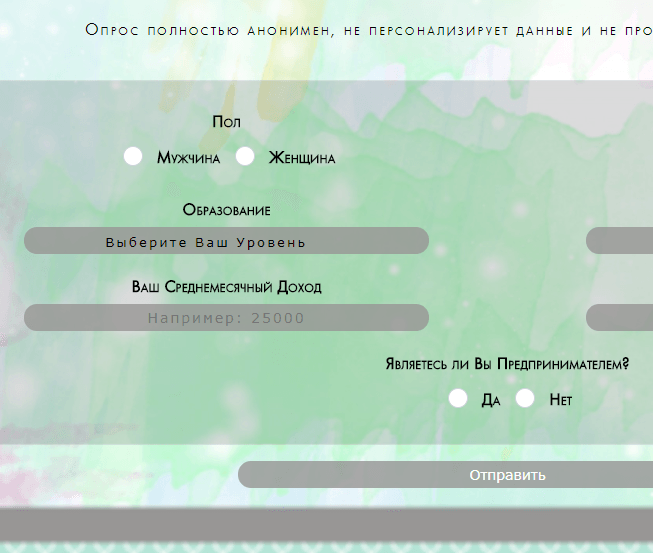 Опрос полностью анонимен, не персонализирует данные и не про
Пол
Мужчина Женщина
Образование
Выберите Ваш Уровень
Ваш Среднемесячный Доход
Например: 25000
Являетесь ли Вы Предпринимателем?
Да Нет
Отправить